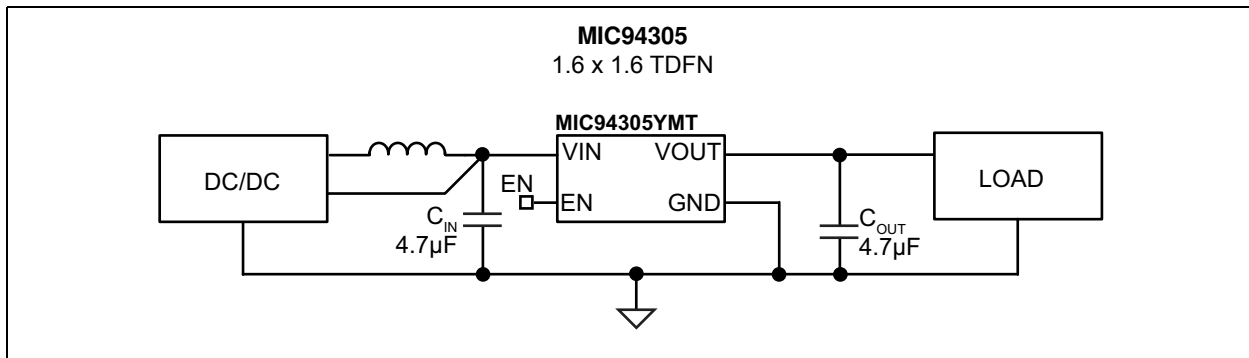 MIC94305
1.6 x 1.6 TDFN
MIC94305YMT
DC/DC
VIN
VOUT
EN
EN
GND
LOAD
CIN
4.7µF
COUT
4.7µF